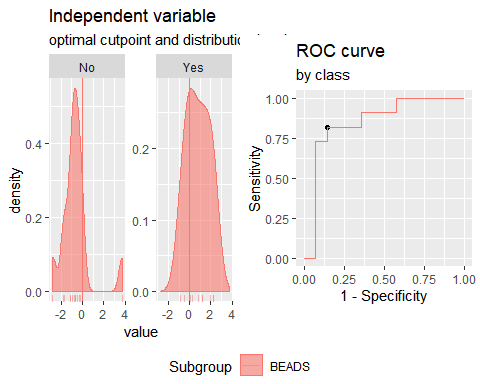 Independent variable
optimal cutpoint and distributio
No Yes
density
0.4
0.2
0.0
0.2
0.1
0.0
-2 0 2 4 -2 0 2 4
value
ROC curve
by class
Sensitivity
1.00
0.75
0.50
0.25
0.00
0.00 0.25 0.50 0.75 1.00
1 - Specificity
Subgroup BEADS